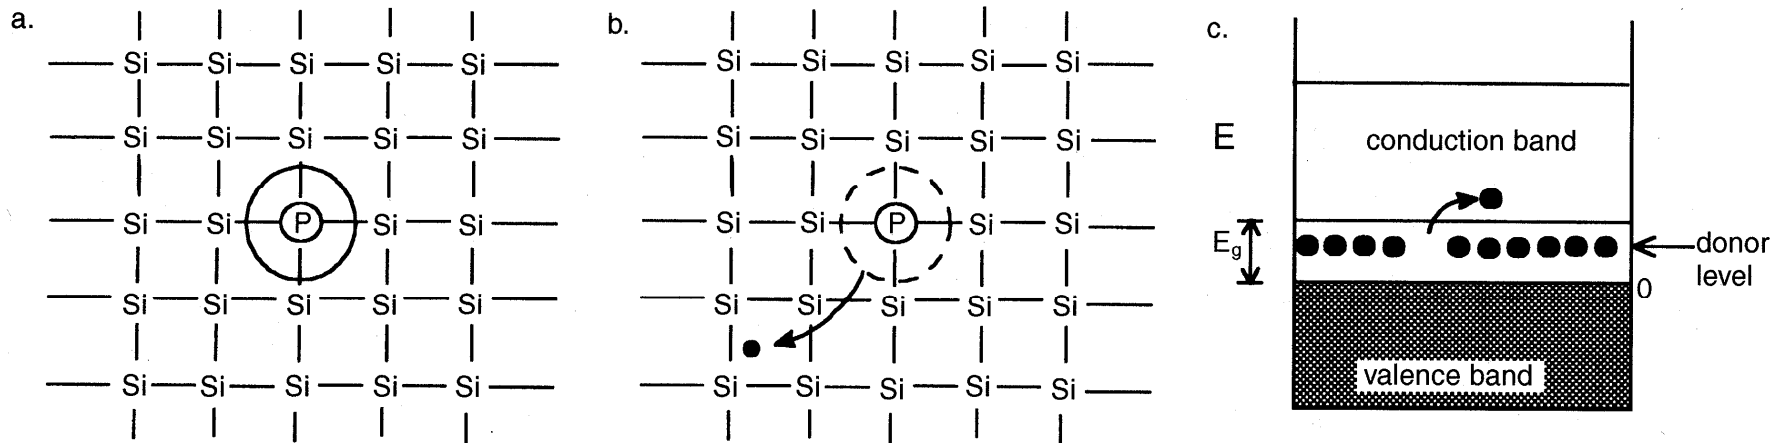 a.
Si Si Si Si Si
Si Si Si Si Si
Si Si P Si Si
Si Si Si Si Si
Si Si Si Si Si
b.
Si Si Si Si Si
Si Si Si Si Si
Si Si P Si Si
Si Si Si Si Si
Si Si Si Si Si
c.
E
conduction band
Eg
donor
level
0
valence band